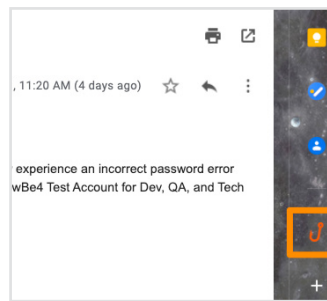 , 11:20 AM (4 days ago)
experience an incorrect password error
wBe4 Test Account for Dev, QA, and Tech